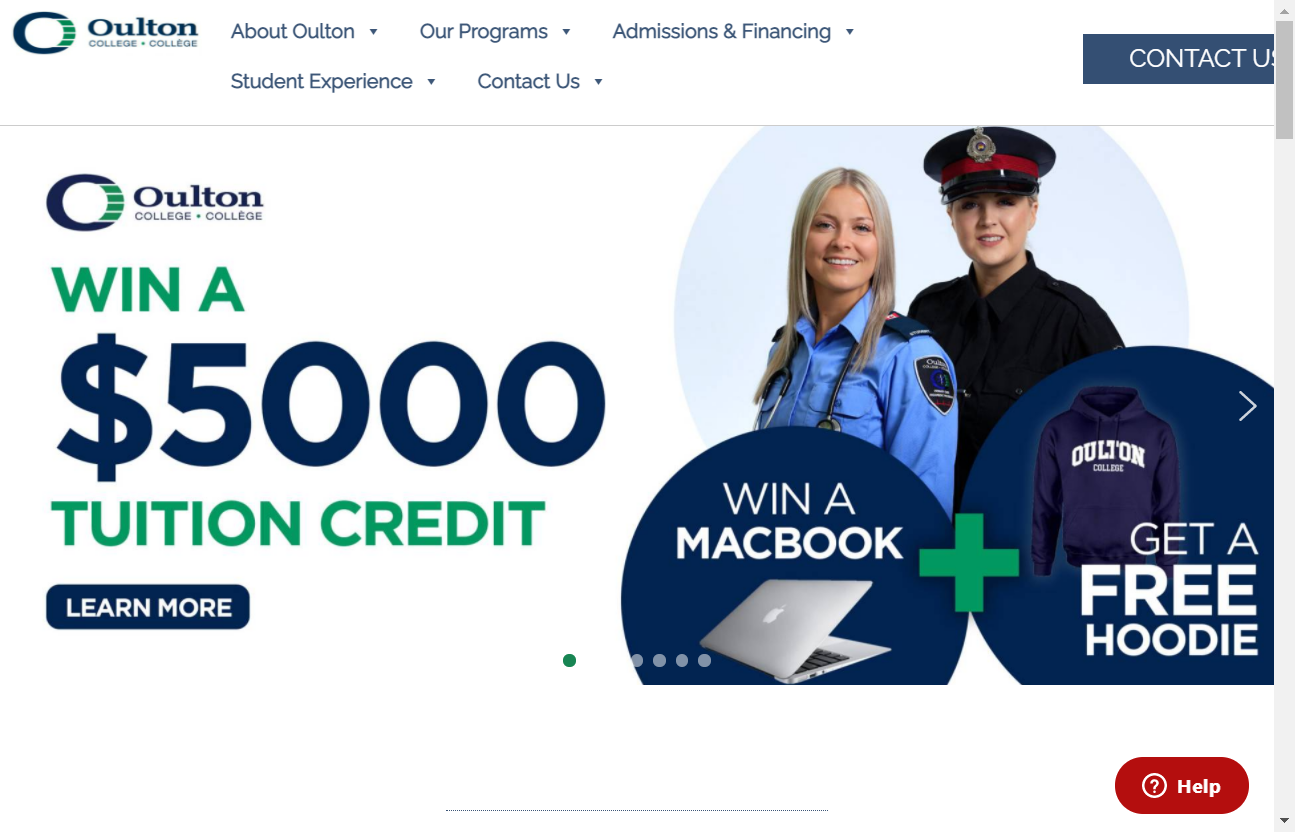 Oulton
COLLEGE • COLLÈGE
About Oulton
Our Programs
Admissions & Financing
Student Experience
Contact Us
CONTACT US
Oulton
COLLEGE • COLLÈGE
WIN A
$5000
TUITION CREDIT
LEARN MORE
WIN A
MACBOOK
OULTON
COLLEGE
GET A
FREE
HOODIE
Help